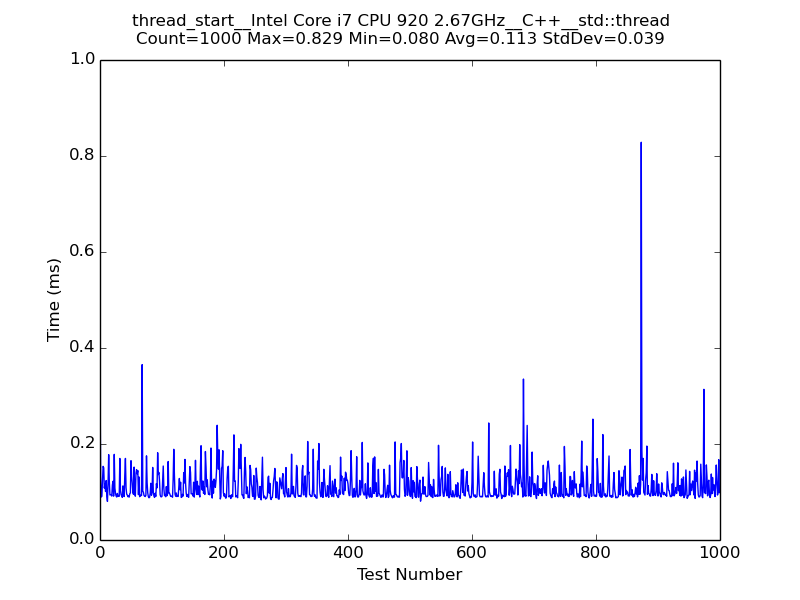 thread_start__Intel Core i7 CPU 920 2.67GHz__C++__std::thread
Count=1000 Max=0.829 Min=0.080 Avg=0.113 StdDev=0.039
1.0
0.8
0.6
0.4
0.2
0.0
Time (ms)
0 200 400 600 800 1000
Test Number